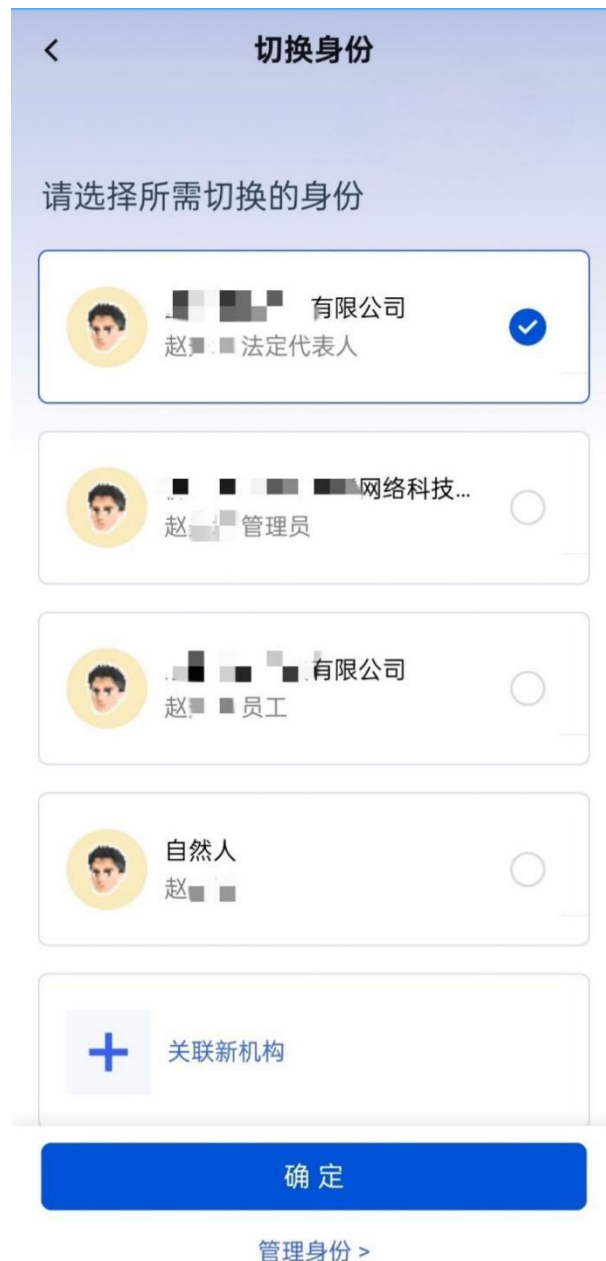 切换身份
请选择所需切换的身份
有限公司
赵 法定代表人
网络科技...
赵 管理员
有限公司
赵 员工
自然人
赵
关联新机构
确定
管理身份 >